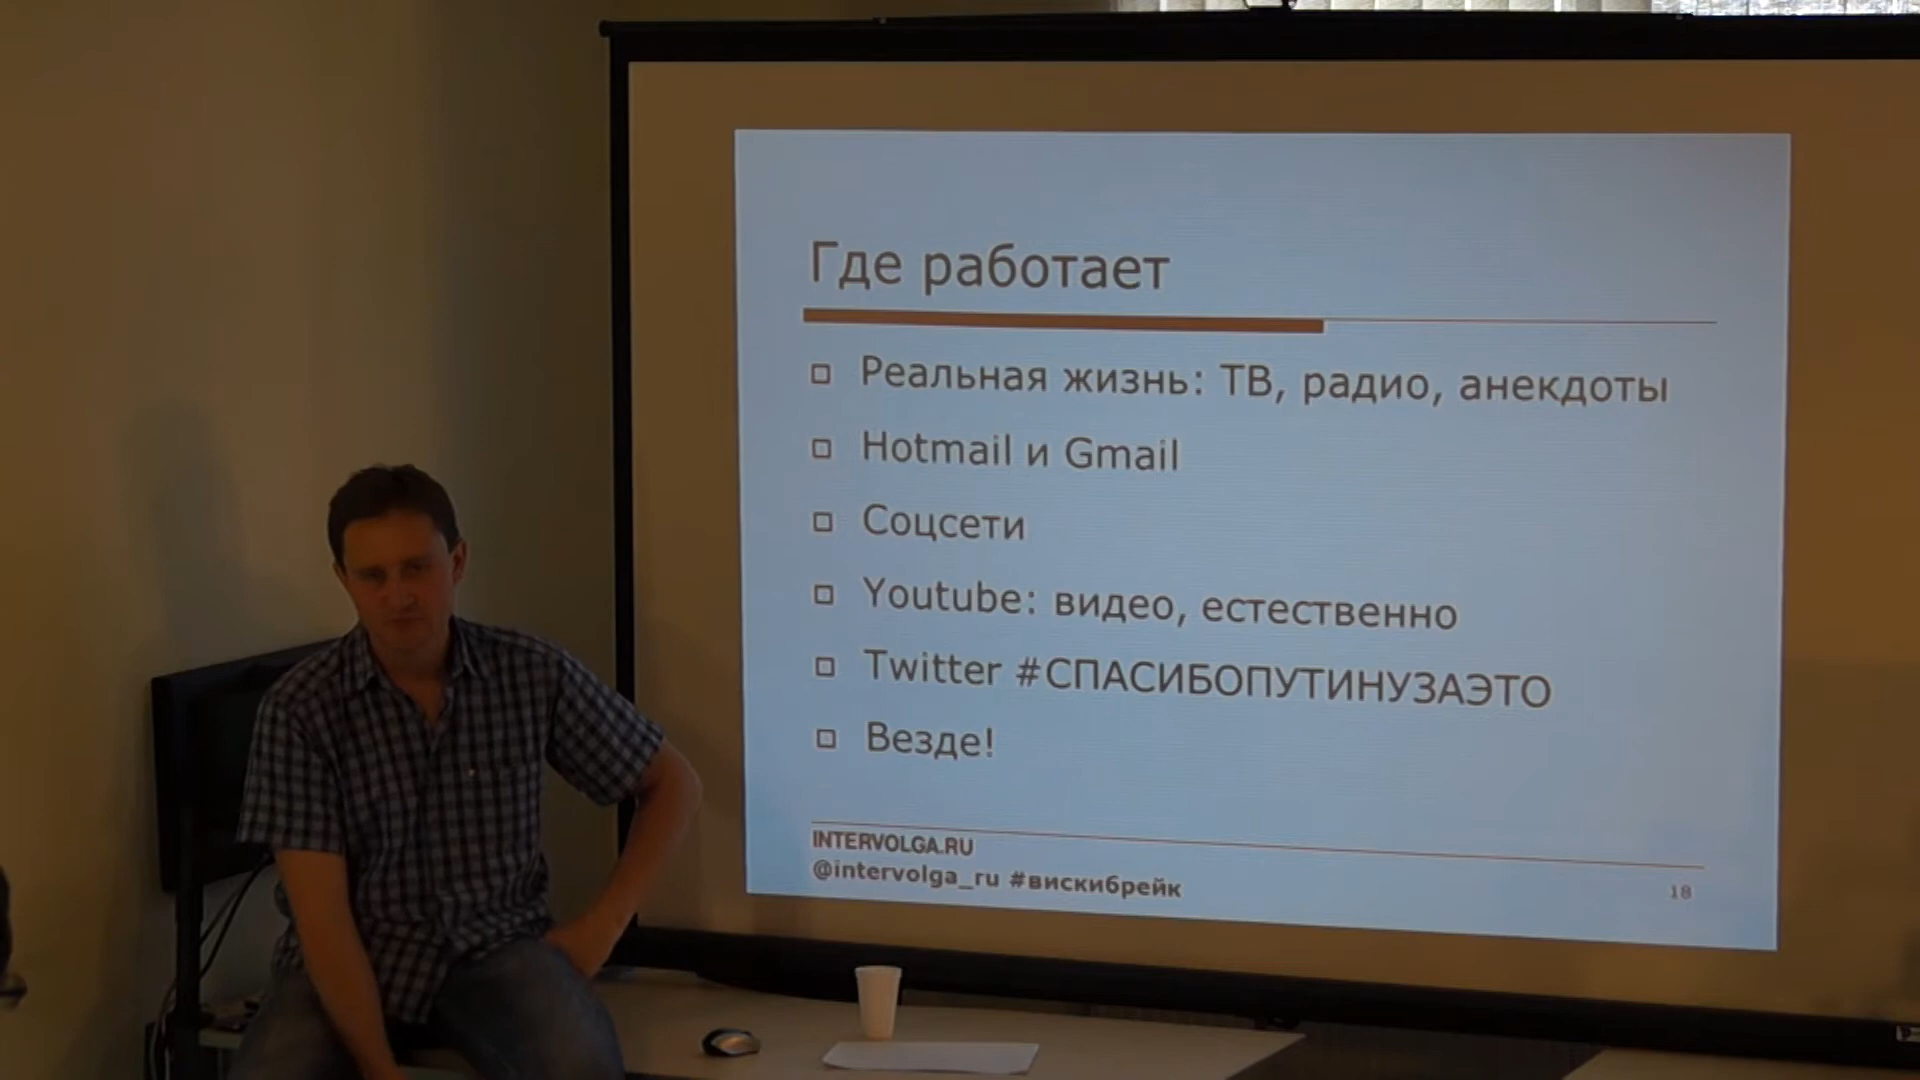 Где работает
Реальная жизнь: ТВ, радио, анекдоты
Hotmail и Gmail
Соцсети
Youtube: видео, естественно
Twitter #СПАСИБОПУТИНУЗАЭТО
Везде!
INTERVOLGA.RU
@intervolga_ru #вискибрейк
18